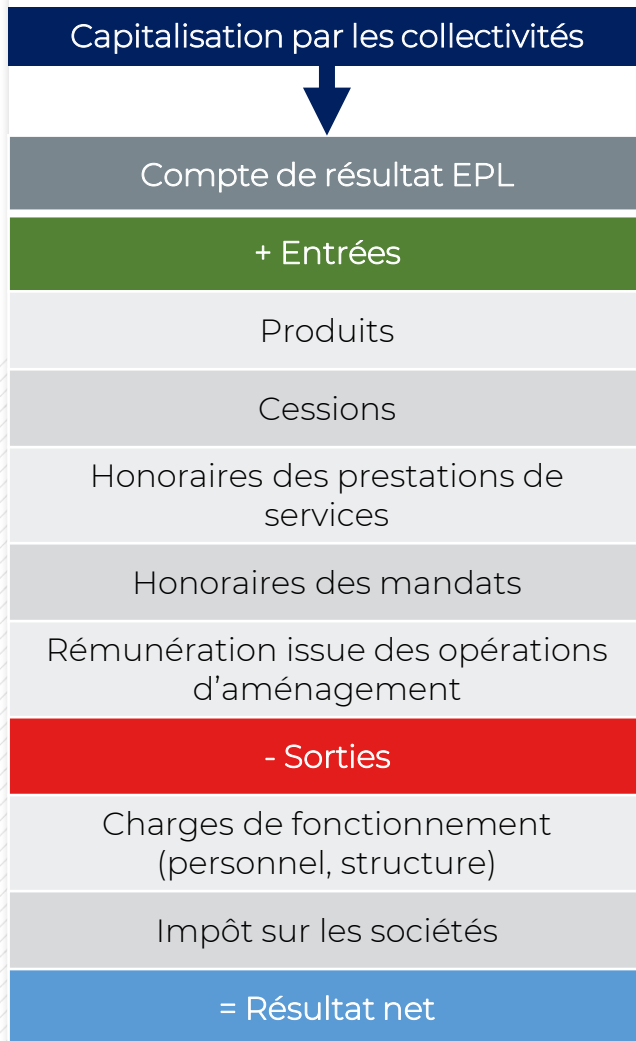 Capitalisation par les collectivités
Compte de résultat EPL
+ Entrées
Produits
Cessions
Honoraires des prestations de
services
Honoraires des mandats
Rémunération issue des opérations
d’aménagement
- Sorties
Charges de fonctionnement
(personnel, structure)
Impôt sur les sociétés
= Résultat net